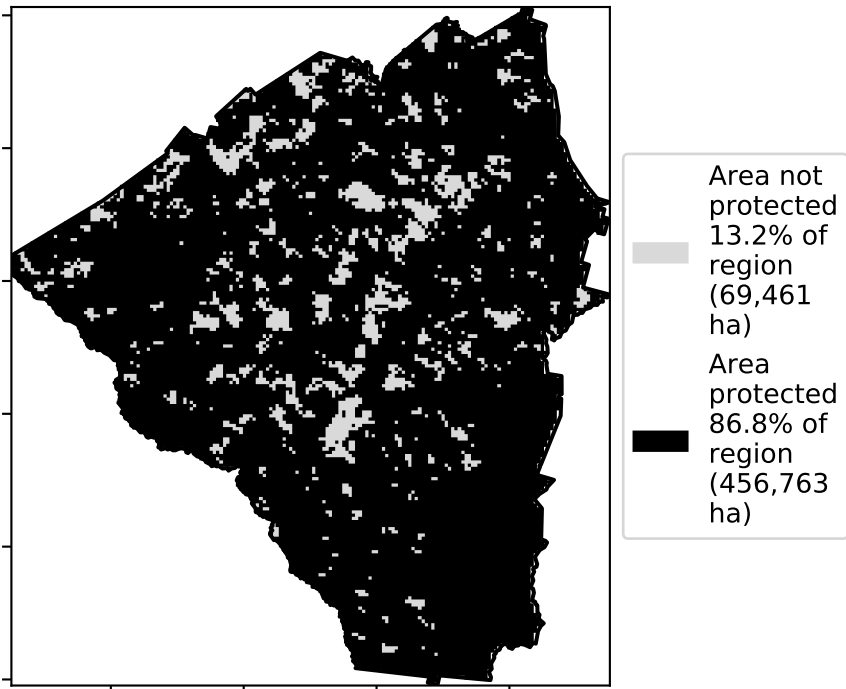 Area not
protected
13.2% of
region
(69,461
ha)
Area
protected
86.8% of
region
(456,763
ha)